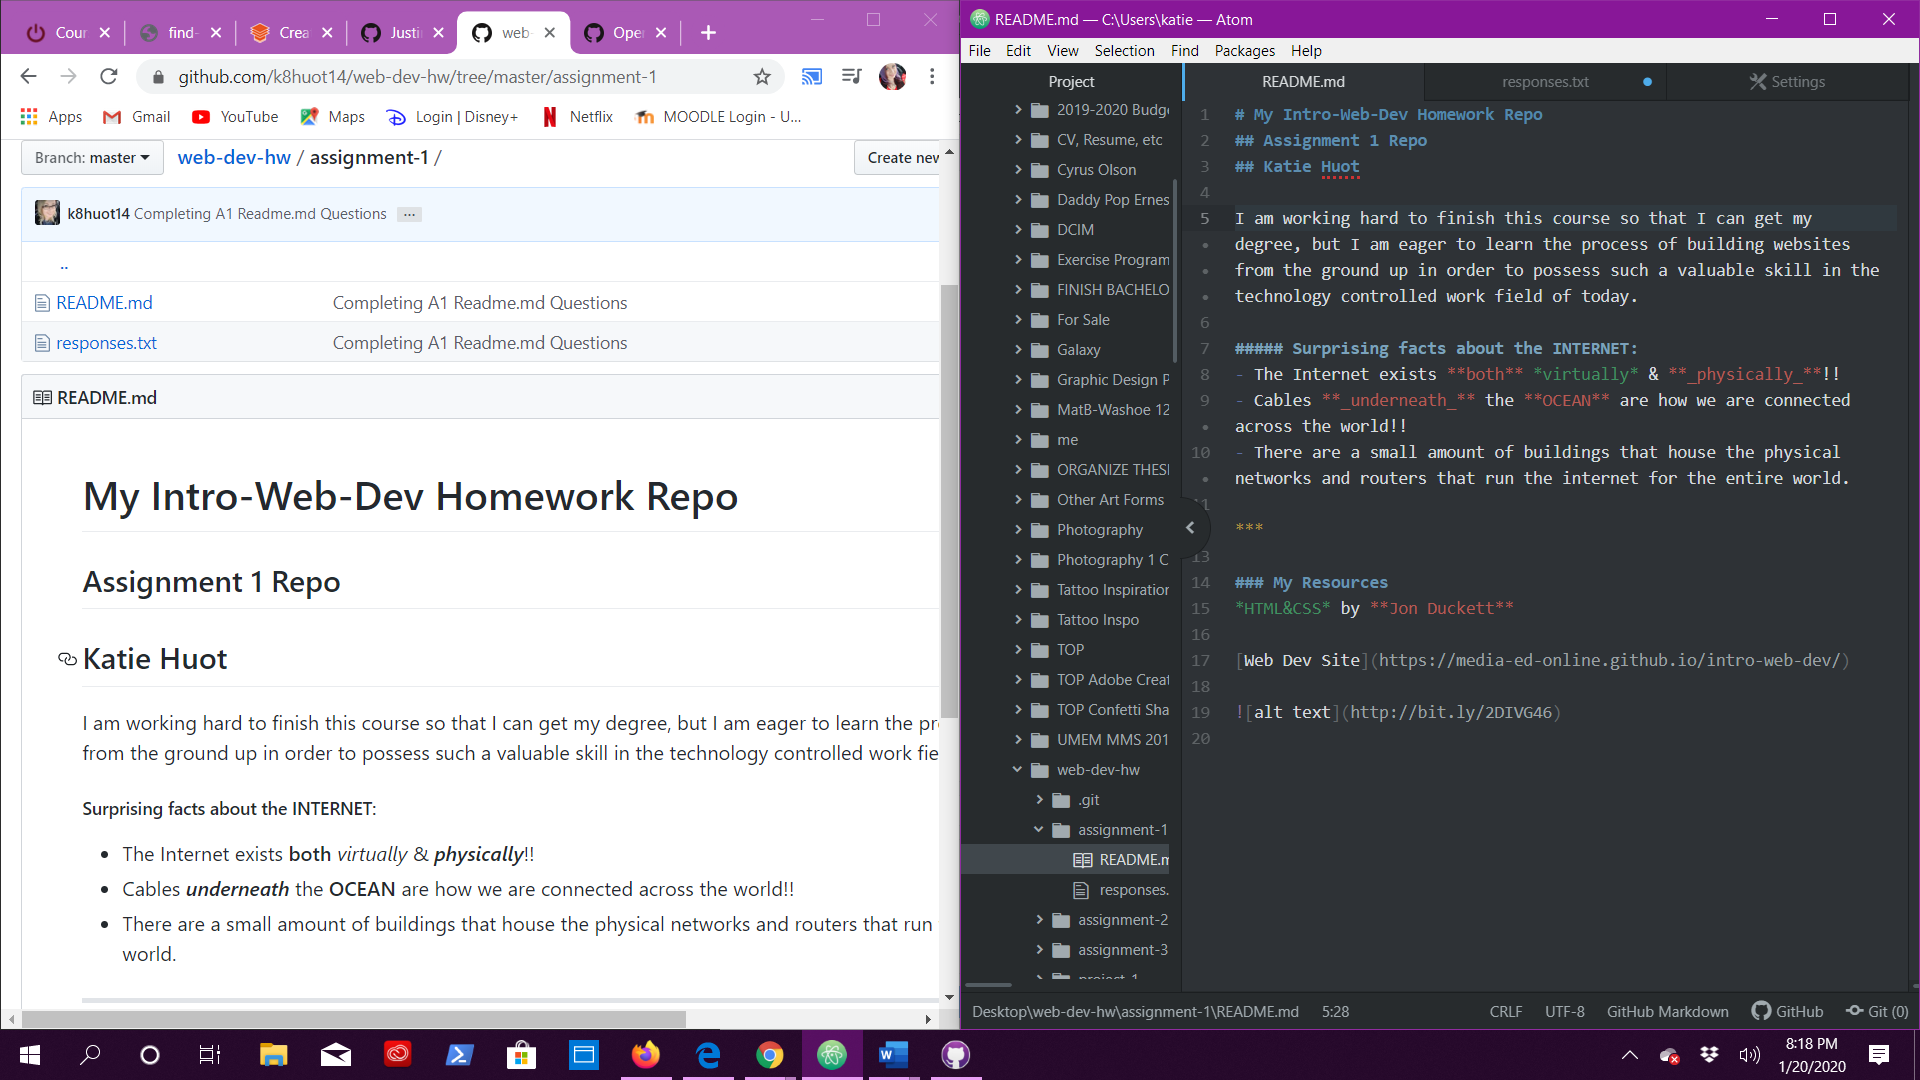 Cour
find-
Crea
Justi
web-
Oper
github.com/k8huot14/web-dev-hw/tree/master/assignment-1
Apps
Gmail
YouTube
Maps
Login | Disney+
Netflix
MOODLE Login - U...
Branch: master
web-dev-hw / assignment-1 /
Create new
k8huot14 Completing A1 Readme.md Questions ...
..
README.md Completing A1 Readme.md Questions
responses.txt Completing A1 Readme.md Questions
README.md
My Intro-Web-Dev Homework Repo
Assignment 1 Repo
Katie Huot
I am working hard to finish this course so that I can get my degree, but I am eager to learn the pr
from the ground up in order to possess such a valuable skill in the technology controlled work fie
Surprising facts about the INTERNET:
• The Internet exists both virtually & physically!!
• Cables underneath the OCEAN are how we are connected across the world!!
• There are a small amount of buildings that house the physical networks and routers that run
world.
README.md — C:\Users\katie — Atom
File Edit View Selection Find Packages Help
Project
2019-2020 Budge
CV, Resume, etc
Cyrus Olson
Daddy Pop Ernes
DCIM
Exercise Program
FINISH BACHELO
For Sale
Galaxy
Graphic Design P
MatB-Washoe 12
me
ORGANIZE THESE
Other Art Forms
Photography
Photography 1 C
Tattoo Inspiration
Tattoo Inspo
TOP
TOP Adobe Creat
TOP Confetti Sha
UMEM MMS 201
web-dev-hw
.git
assignment-1
README.m
responses.
assignment-2
assignment-3
project-1
README.md
responses.txt
Settings
1 # My Intro-Web-Dev Homework Repo
2 ## Assignment 1 Repo
3 ## Katie Huot
4
5 I am working hard to finish this course so that I can get my
• degree, but I am eager to learn the process of building websites
• from the ground up in order to possess such a valuable skill in the
• technology controlled work field of today.
6
7 ##### Surprising facts about the INTERNET:
8 - The Internet exists **both** *virtually* & **_physically_**!!
9 - Cables **_underneath_** the **OCEAN** are how we are connected
• across the world!!
10 - There are a small amount of buildings that house the physical
• networks and routers that run the internet for the entire world.
11
***
13
14 ### My Resources
15 *HTML&CSS* by **Jon Duckett**
16
17 [Web Dev Site](https://media-ed-online.github.io/intro-web-dev/)
18
19 ![alt text](http://bit.ly/2DIVG46)
20
Desktop\web-dev-hw\assignment-1\README.md 5:28 CRLF UTF-8 GitHub Markdown GitHub Git (0)
8:18 PM
1/20/2020